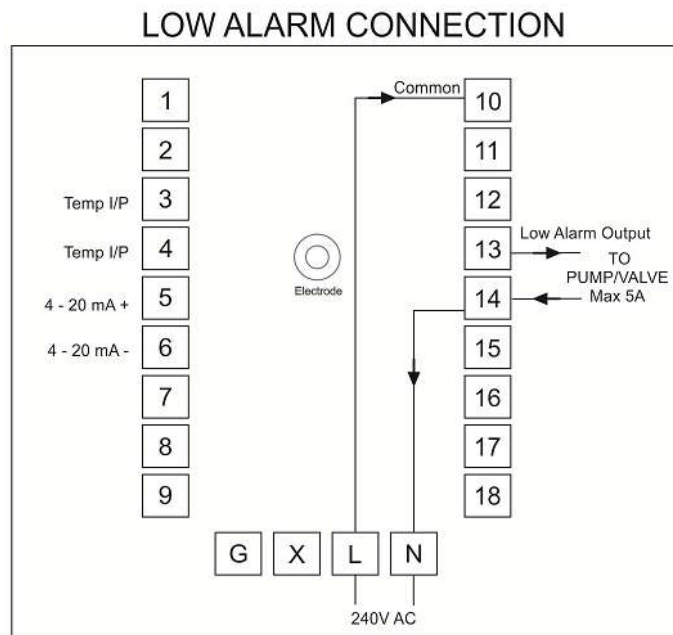 LOW ALARM CONNECTION
1
Common
10
2
11
Temp I/P
3
12
Temp I/P
4
13
Low Alarm Output
TO
PUMP/VALVE
Max 5A
Electrode
4 - 20 mA +
5
14
4 - 20 mA -
6
15
7
16
8
17
9
18
G X L N
240V AC